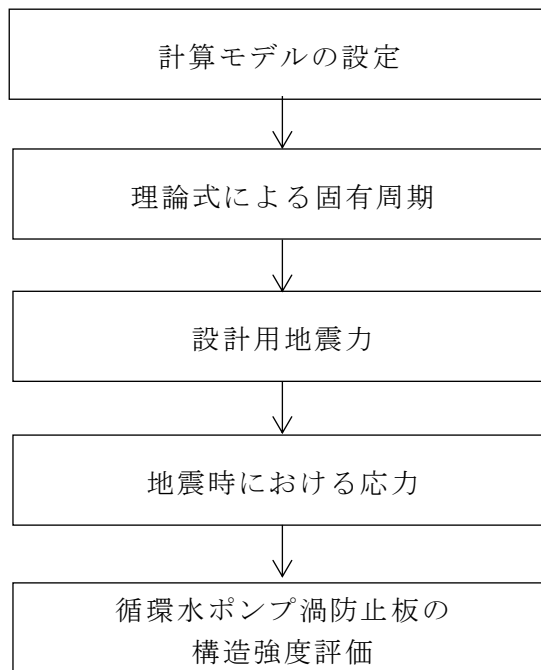 計算モデルの設定
理論式による固有周期
設計用地震力
地震時における応力
循環水ポンプ渦防止板の
構造強度評価